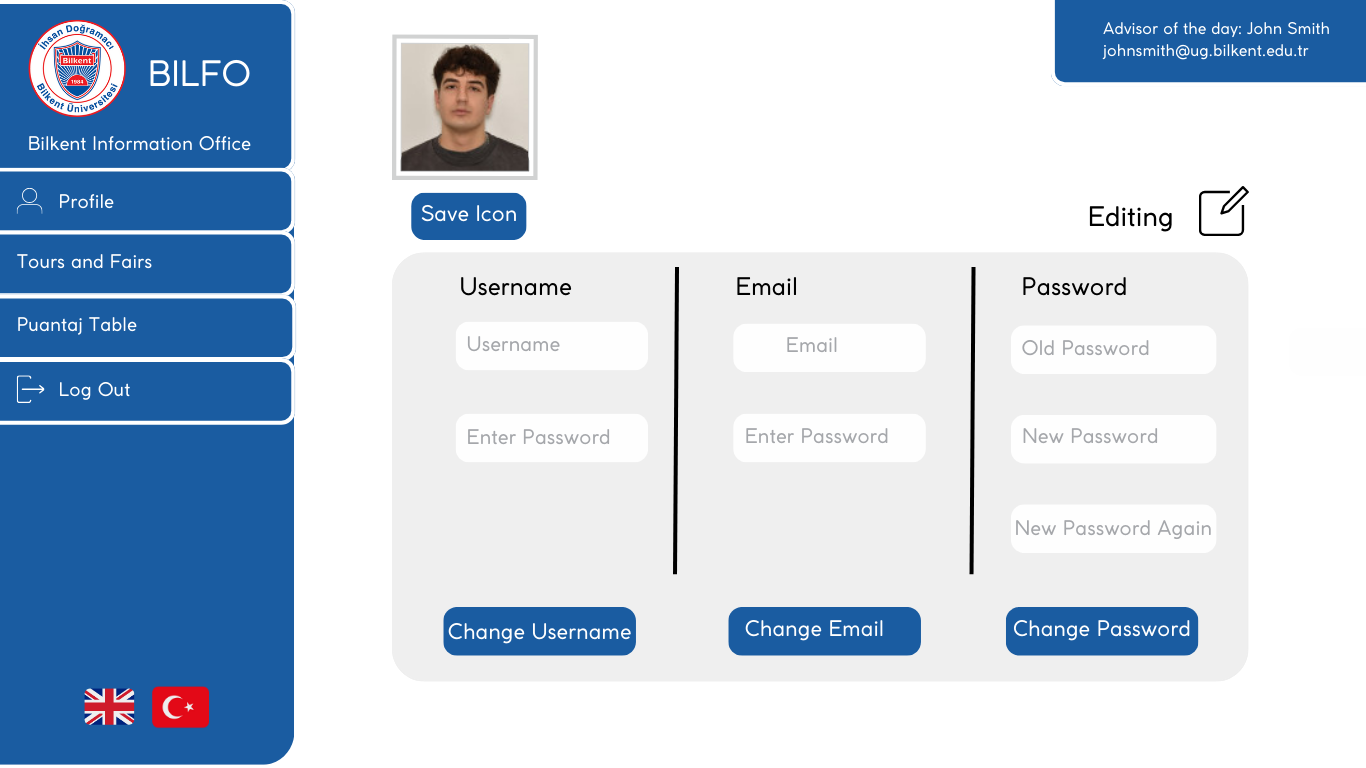 İhsan Doğramacı
Bilkent
1984
Bilkent Üniversitesi
BILFO
Bilkent Information Office
Profile
Tours and Fairs
Puantaj Table
Log Out
Advisor of the day: John Smith
johnsmith@ug.bilkent.edu.tr
Save Icon
Editing
Username
Username
Enter Password
Change Username
Email
Email
Enter Password
Change Email
Password
Old Password
New Password
New Password Again
Change Password